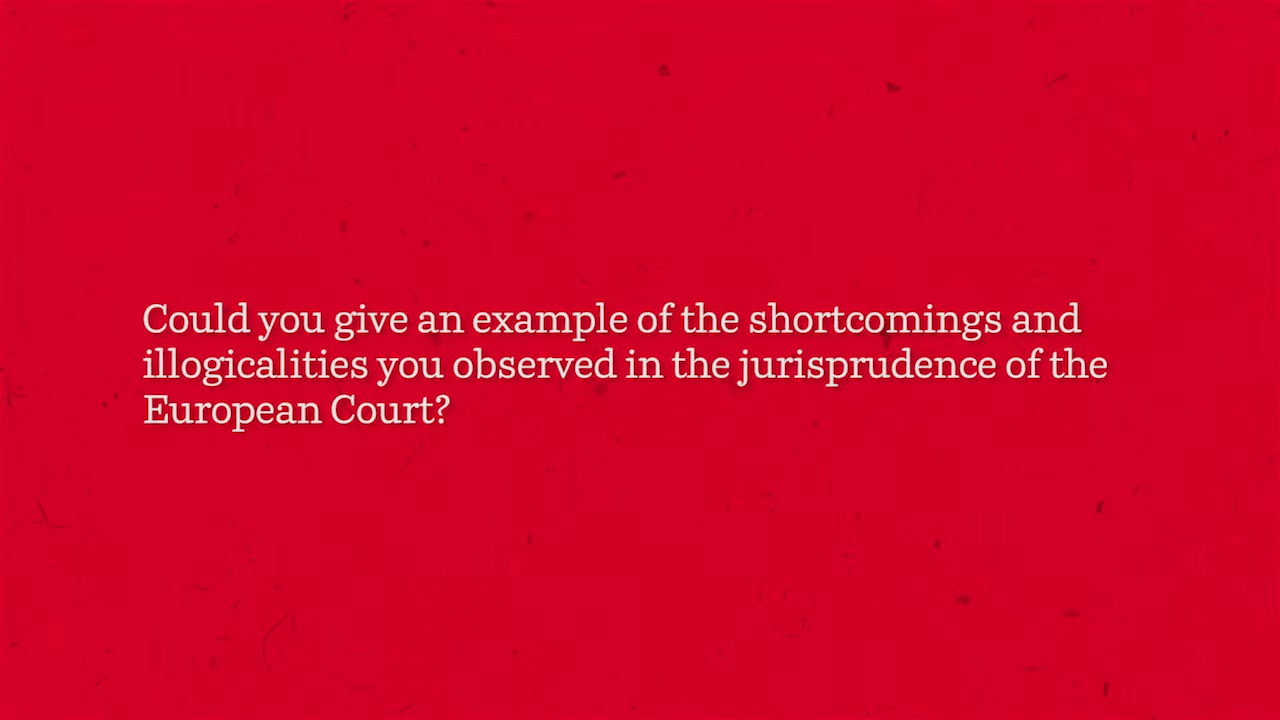 Could you give an example of the shortcomings and
illogicalities you observed in the jurisprudence of the
European Court?